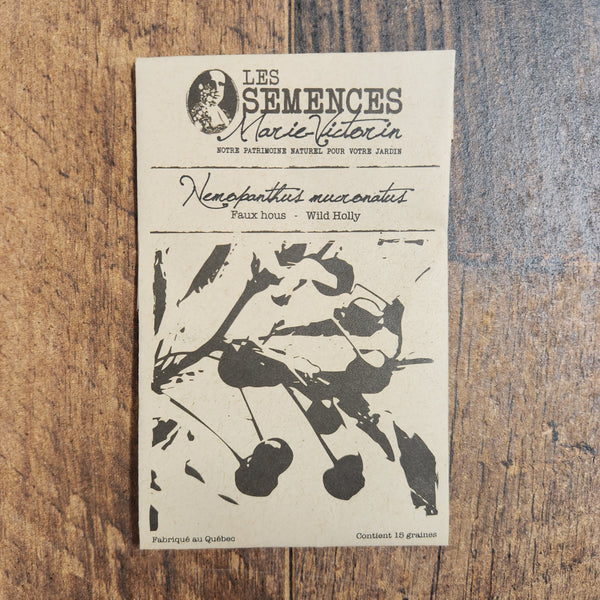 LES
SEMENCES
Marie-Victorin
NOTRE PATRIMOINE NATUREL POUR VOTRE JARDIN
Nemopanthus mucronatus
Faux hous - Wild Holly
Fabriqué au Québec
Contient 15 graines